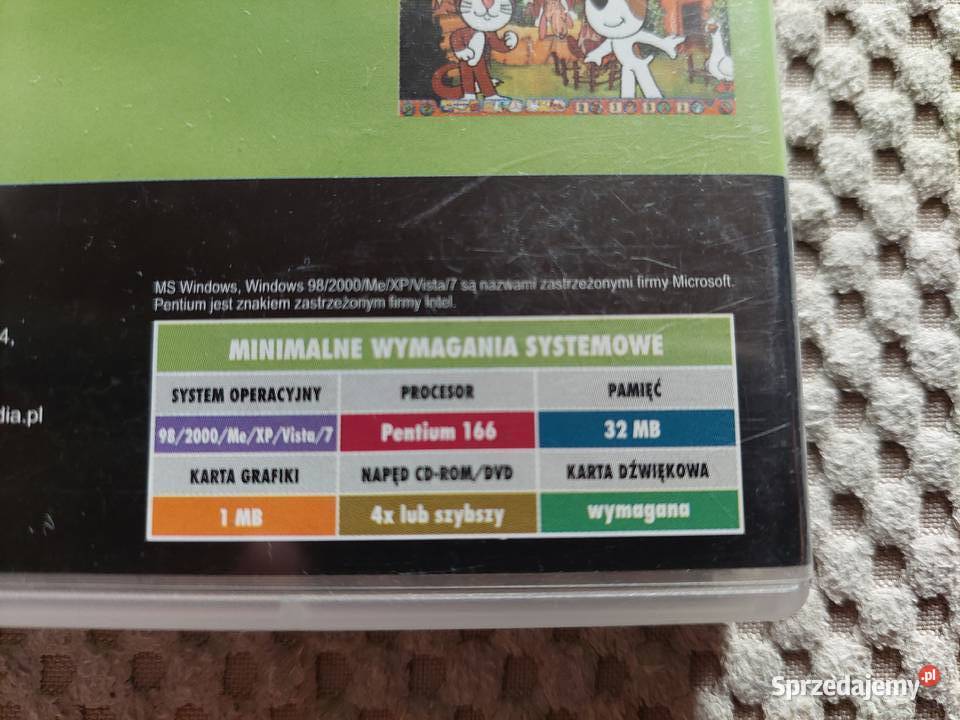 MS Windows, Windows 98/2000/Me/XP/Vista/7 są nazwami zastrzeżonymi firmy Microsoft.
Pentium jest znakiem zastrzeżonym firmy Intel.
4,
dia.pl
MINIMALNE WYMAGANIA SYSTEMOWE
SYSTEM OPERACYJNY PROCESOR PAMIĘĆ
98/2000/Me/XP/Vista/7 Pentium 166 32 MB
KARTA GRAFIKI NAPĘD CD-ROM/DVD KARTA DŹWIĘKOWA
1 MB 4x lub szybszy wymagana
Sprzedajemy.pl